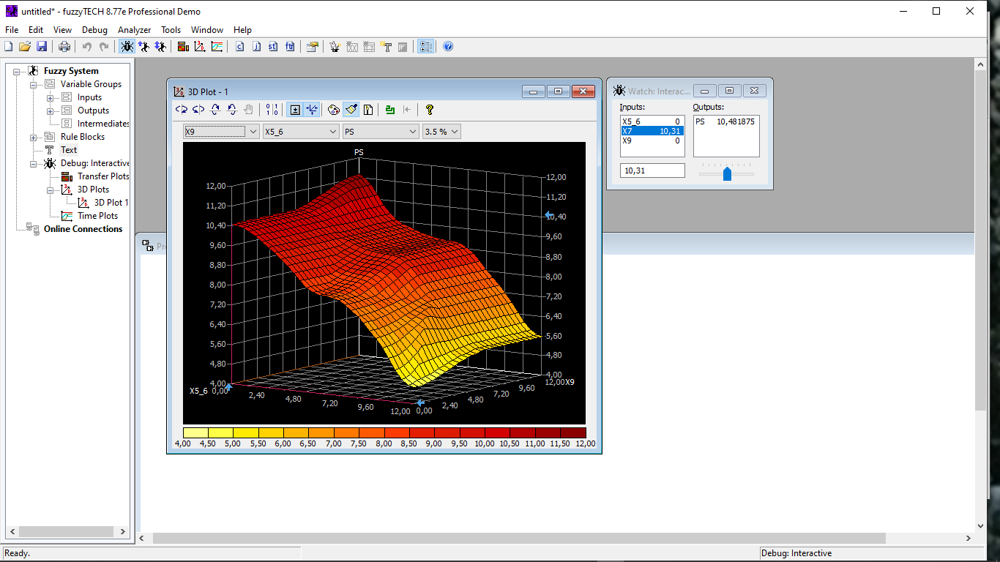 untitled* - fuzzyTECH 8.77e Professional Demo
File Edit View Debug Analyzer Tools Window Help
Fuzzy System
Variable Groups
Inputs
Outputs
Intermediates
Rule Blocks
Text
Debug: Interactive
Transfer Plots
3D Plots
3D Plot 1
Time Plots
Online Connections
3D Plot - 1
X9 X5_6 PS 3.5 %
PS
12,00
11,20
10,40
9,60
8,80
8,00
7,20
6,40
5,60
4,80
4,00
12,00
11,20
10,40
9,60
8,80
8,00
7,20
6,40
5,60
4,80
4,00
X5_6 0,00 2,40 4,80 7,20 9,60 12,00
0,00 2,40 4,80 7,20 9,60 12,00 X9
4,00 4,50 5,00 5,50 6,00 6,50 7,00 7,50 8,00 8,50 9,00 9,50 10,00 10,50 11,00 11,50 12,00
Watch: Interac...
Inputs: Outputs:
X5_6 0
X7 10,31
X9 0
PS 10,481875
10,31
Ready.
Debug: Interactive